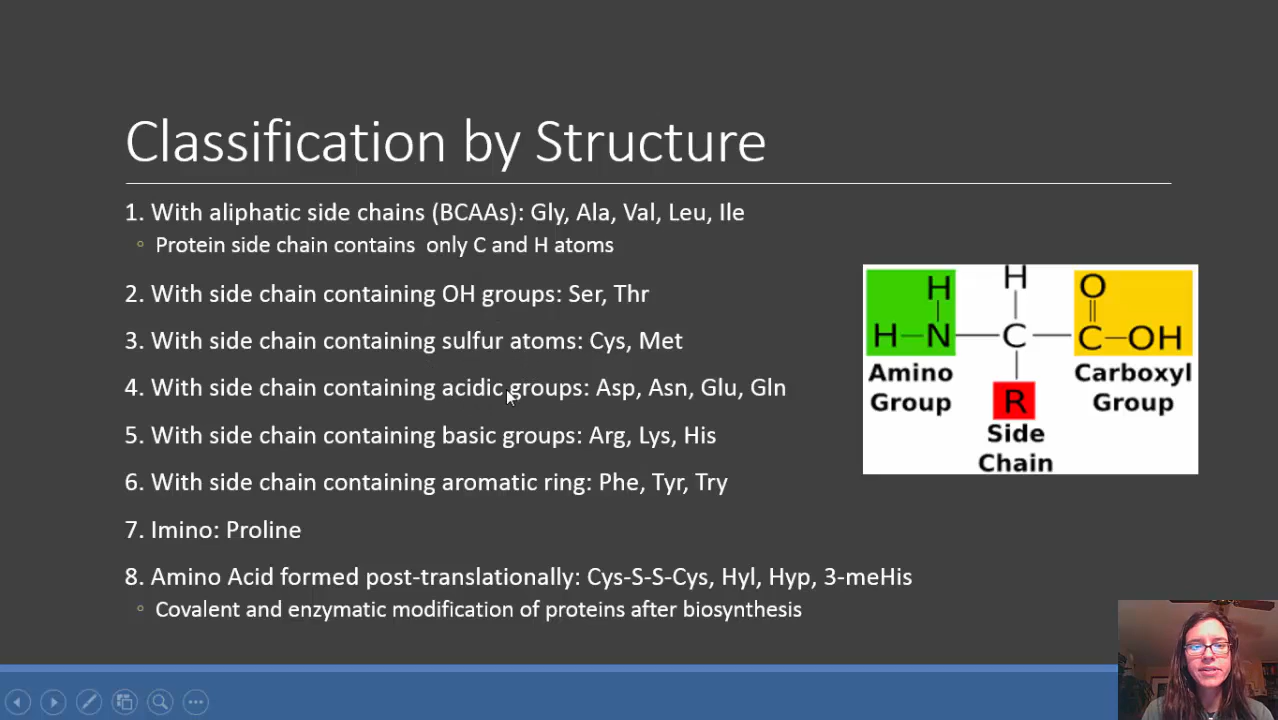 Classification by Structure
1. With aliphatic side chains (BCAAs): Gly, Ala, Val, Leu, Ile
Protein side chain contains only C and H atoms
2. With side chain containing OH groups: Ser, Thr
3. With side chain containing sulfur atoms: Cys, Met
4. With side chain containing acidic groups: Asp, Asn, Glu, Gln
5. With side chain containing basic groups: Arg, Lys, His
6. With side chain containing aromatic ring: Phe, Tyr, Try
7. Imino: Proline
8. Amino Acid formed post-translationally: Cys-S-S-Cys, Hyl, Hyp, 3-meHis
Covalent and enzymatic modification of proteins after biosynthesis
H H O
H–N–C–C–OH
Amino Group
R
Side Chain
Carboxyl Group